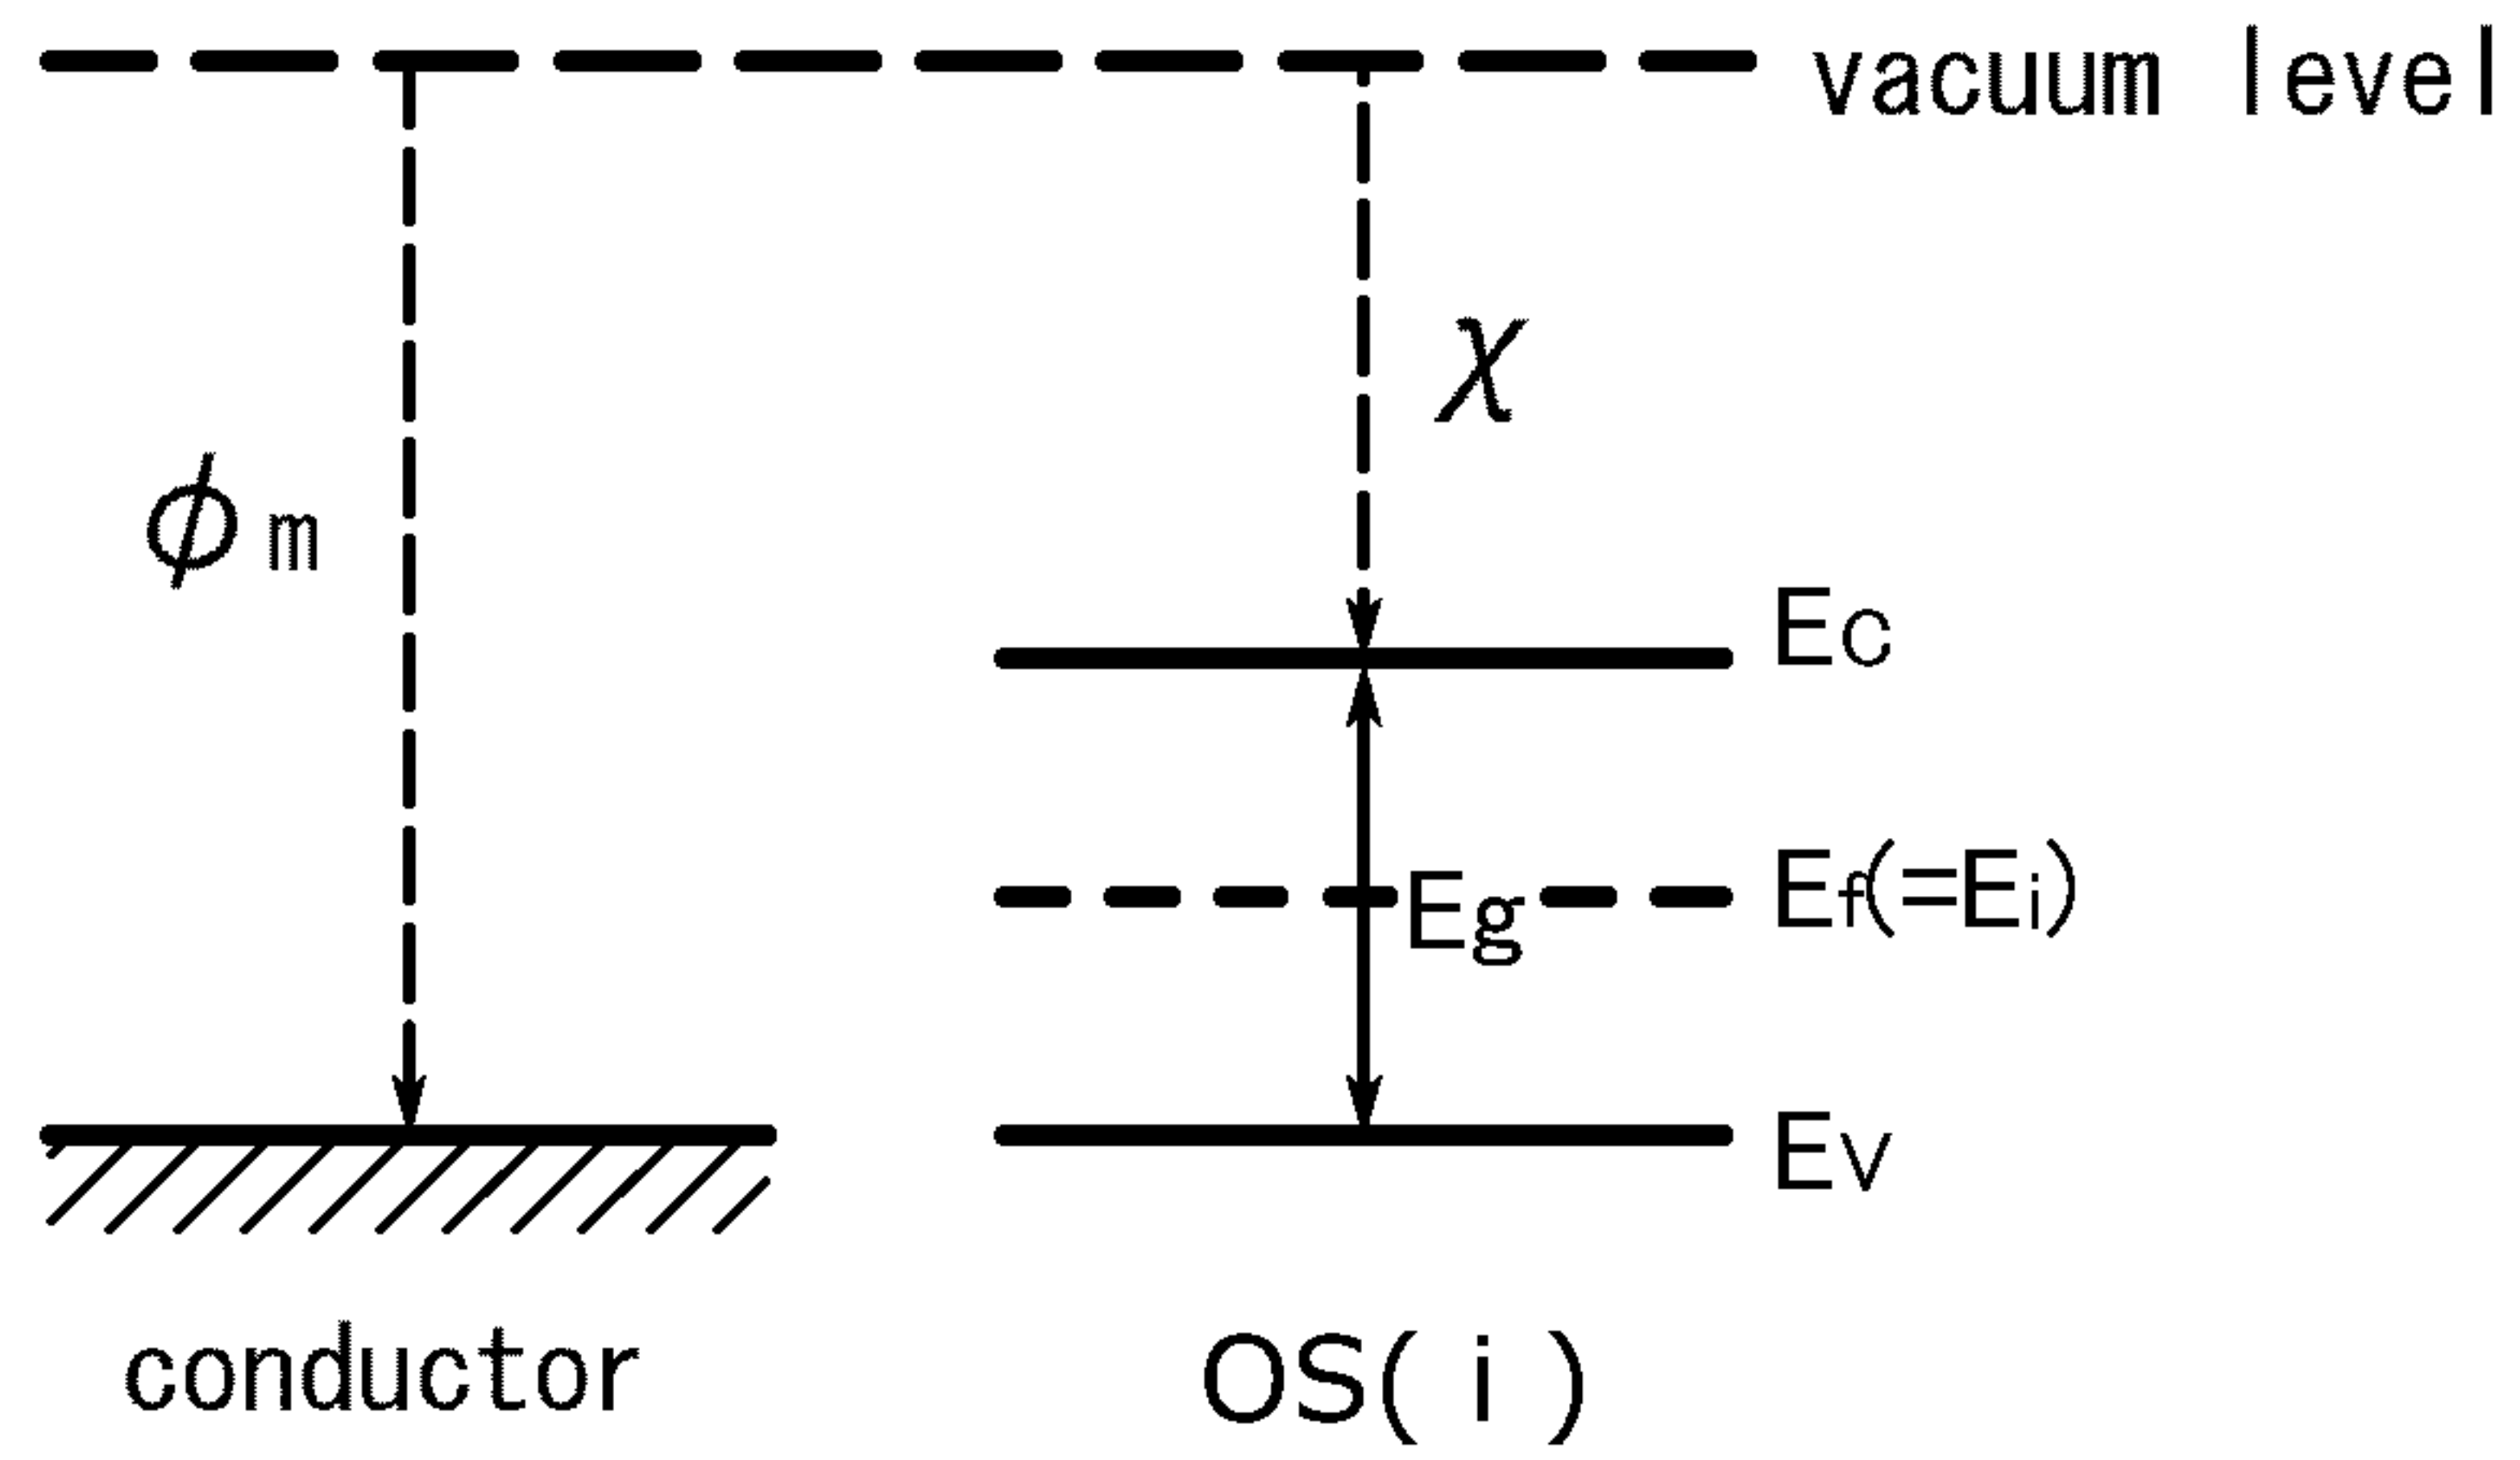 vacuum level
χ
ϕm
Ec
Ef(=Ei)
Eg
Ev
conductor
OS( i )